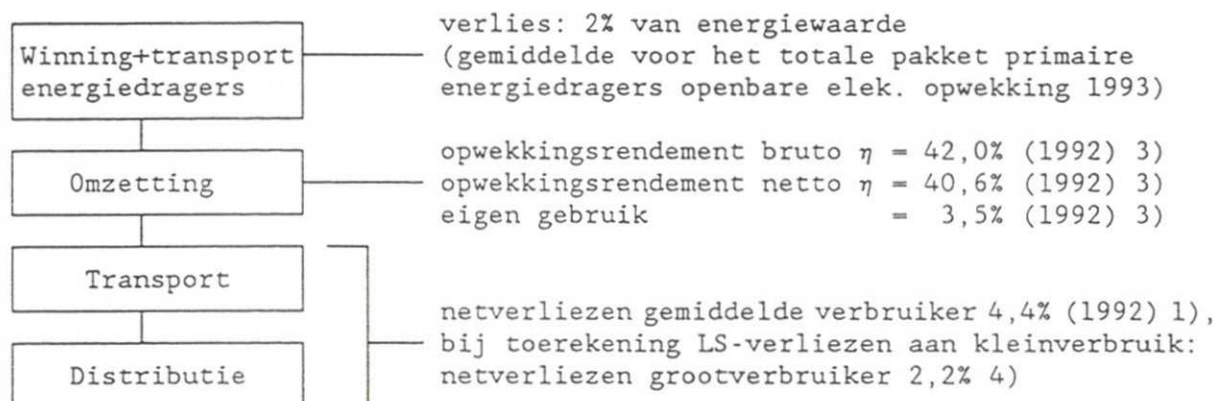 verlies: 2% van energiewaarde
Winning+transport
(gemiddelde voor het totale pakket primaire
energiedragers
energiedragers openbare elek. opwekking 1993)
opwekkingsrendement bruto η = 42,0% (1992) 3)
Omzetting
opwekkingsrendement netto η = 40,6% (1992) 3)
eigen gebruik = 3,5% (1992) 3)
Transport
netverliezen gemiddelde verbruiker 4,4% (1992) 1),
bij toerekening LS-verliezen aan kleinverbruik:
Distributie
netverliezen grootverbruiker 2,2% 4)